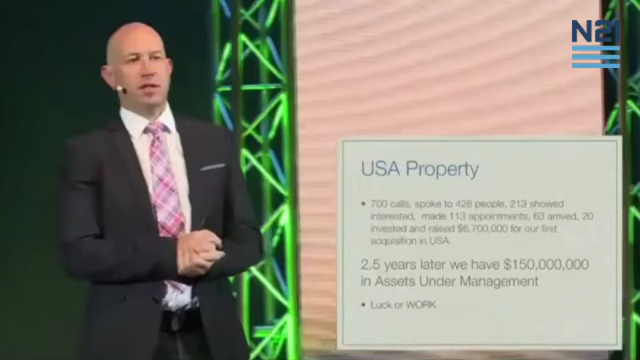 N21
USA Property
• 700 calls, spoke to 428 people, 213 showed
interested, made 113 appointments, 63 arrived, 20
invested and raised $6,700,000 for our first
acquisition in USA.
2.5 years later we have $150,000,000
in Assets Under Management
• Luck or WORK